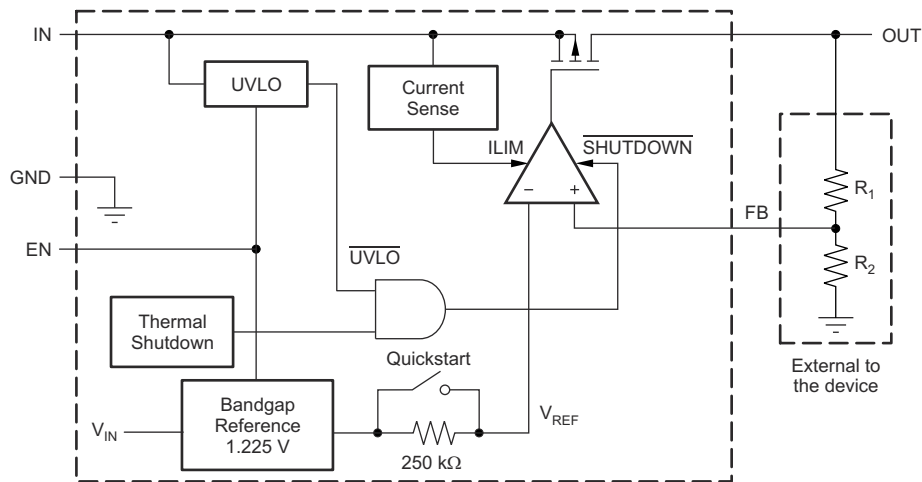 IN
OUT
UVLO
Current
Sense
ILIM
SHUTDOWN
GND
− +
FB
R1
R2
EN
UVLO
Thermal
Shutdown
Quickstart
External to
the device
Bandgap
Reference
1.225 V
VIN
VREF
250 kΩ